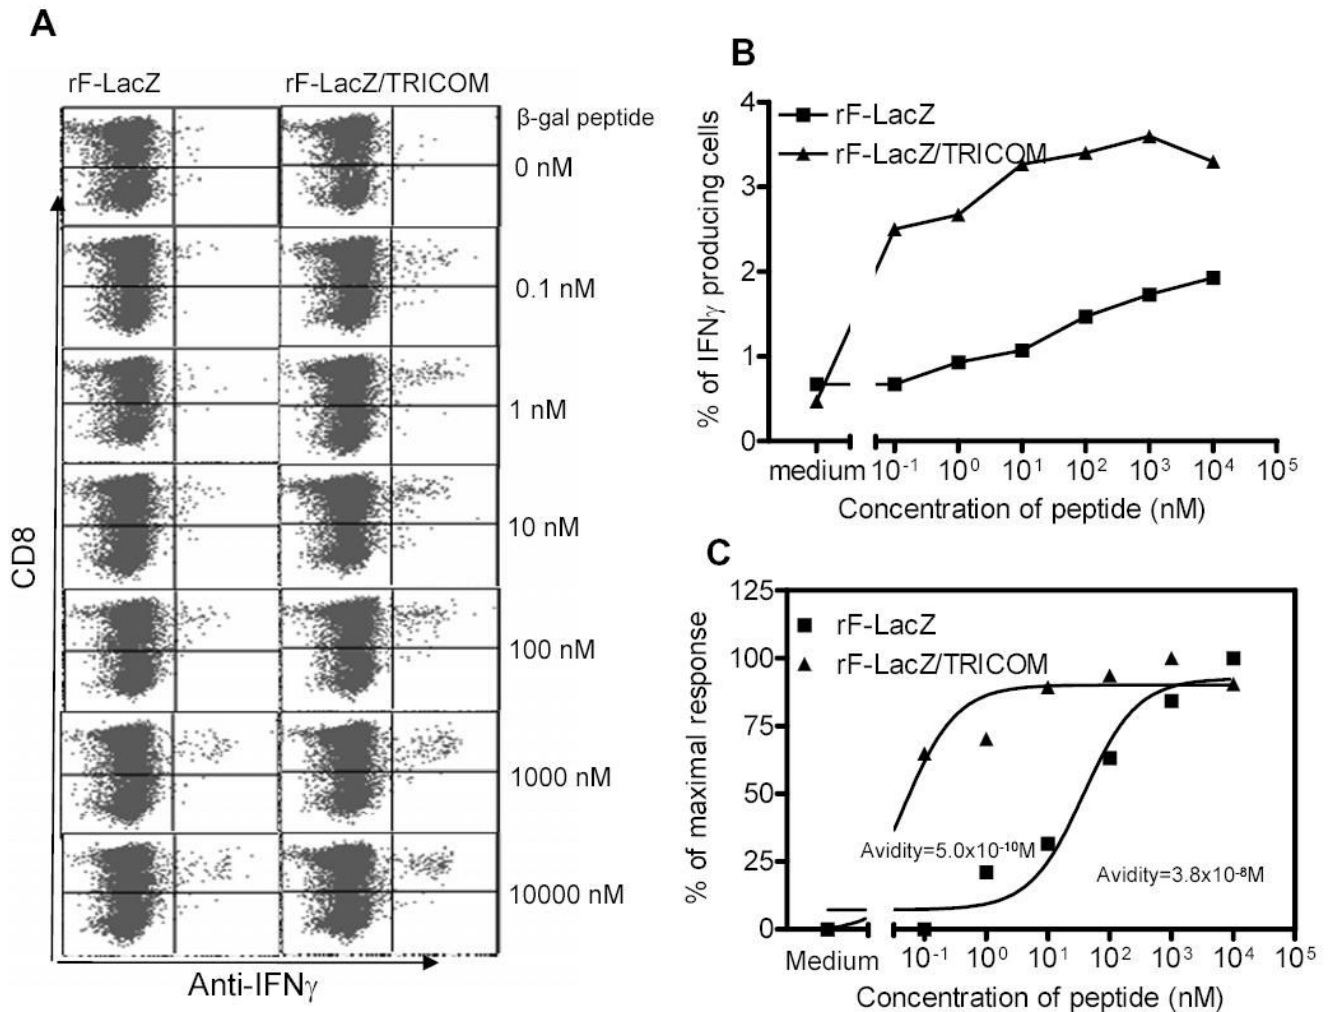 A
rF-LacZ
rF-LacZ/TRICOM
β-gal peptide
0 nM
0.1 nM
1 nM
10 nM
100 nM
1000 nM
10000 nM
CD8
Anti-IFNγ
B
rF-LacZ
rF-LacZ/TRICOM
4
3
2
1
0
% of IFNγ producing cells
medium 10⁻¹ 10⁰ 10¹ 10² 10³ 10⁴ 10⁵
Concentration of peptide (nM)
C
rF-LacZ
rF-LacZ/TRICOM
125
100
75
50
25
0
% of maximal response
Avidity=5.0x10⁻¹⁰M
Avidity=3.8x10⁻⁸M
Medium 10⁻¹ 10⁰ 10¹ 10² 10³ 10⁴ 10⁵
Concentration of peptide (nM)